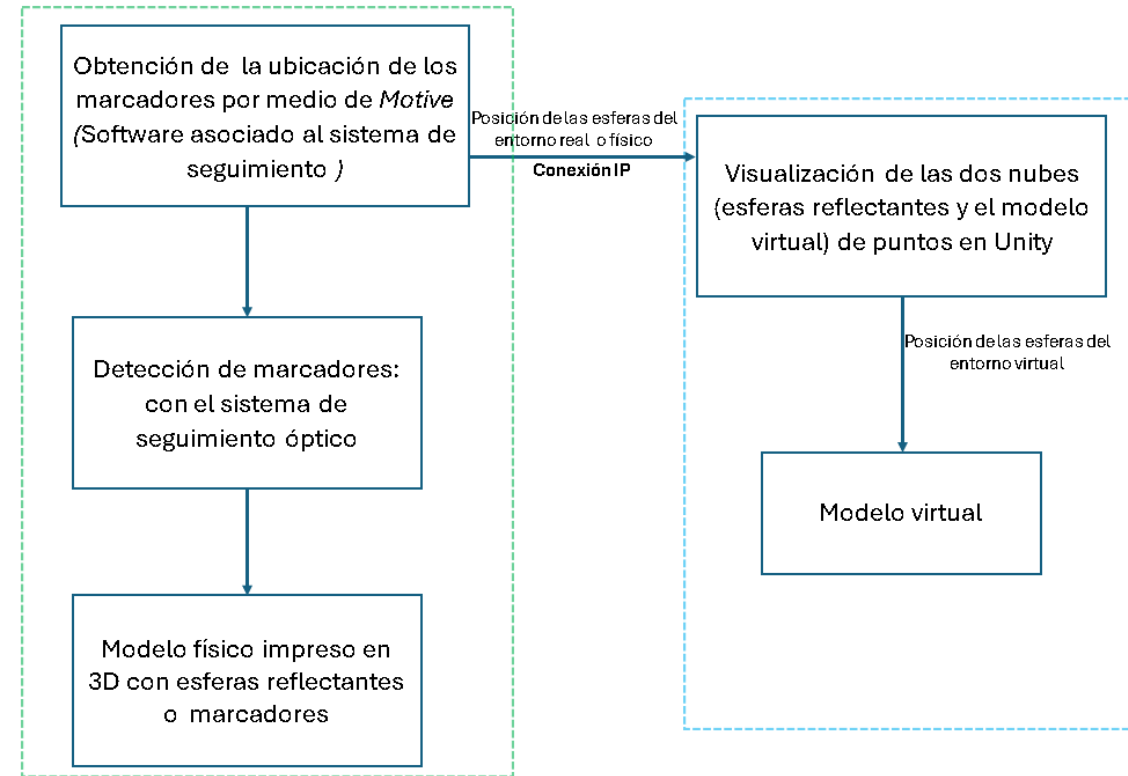 Obtención de la ubicación de los
marcadores por medio de Motive
(Software asociado al sistema de
seguimiento )
Posición de las esferas del
entorno real o físico
Conexión IP
Visualización de las dos nubes
(esferas reflectantes y el modelo
virtual) de puntos en Unity
Detección de marcadores:
con el sistema de
seguimiento óptico
Posición de las esferas del
entorno virtual
Modelo virtual
Modelo físico impreso en
3D con esferas reflectantes
o marcadores